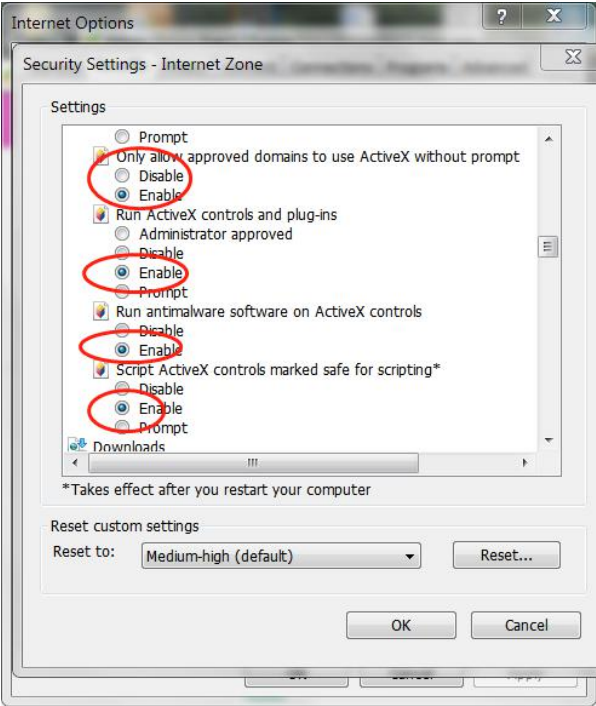 Internet Options
Security Settings - Internet Zone
Settings
Prompt
Only allow approved domains to use ActiveX without prompt
Disable
Enable
Run ActiveX controls and plug-ins
Administrator approved
Disable
Enable
Prompt
Run antimalware software on ActiveX controls
Disable
Enable
Script ActiveX controls marked safe for scripting*
Disable
Enable
Prompt
Downloads
*Takes effect after you restart your computer
Reset custom settings
Reset to: Medium-high (default) Reset...
OK Cancel